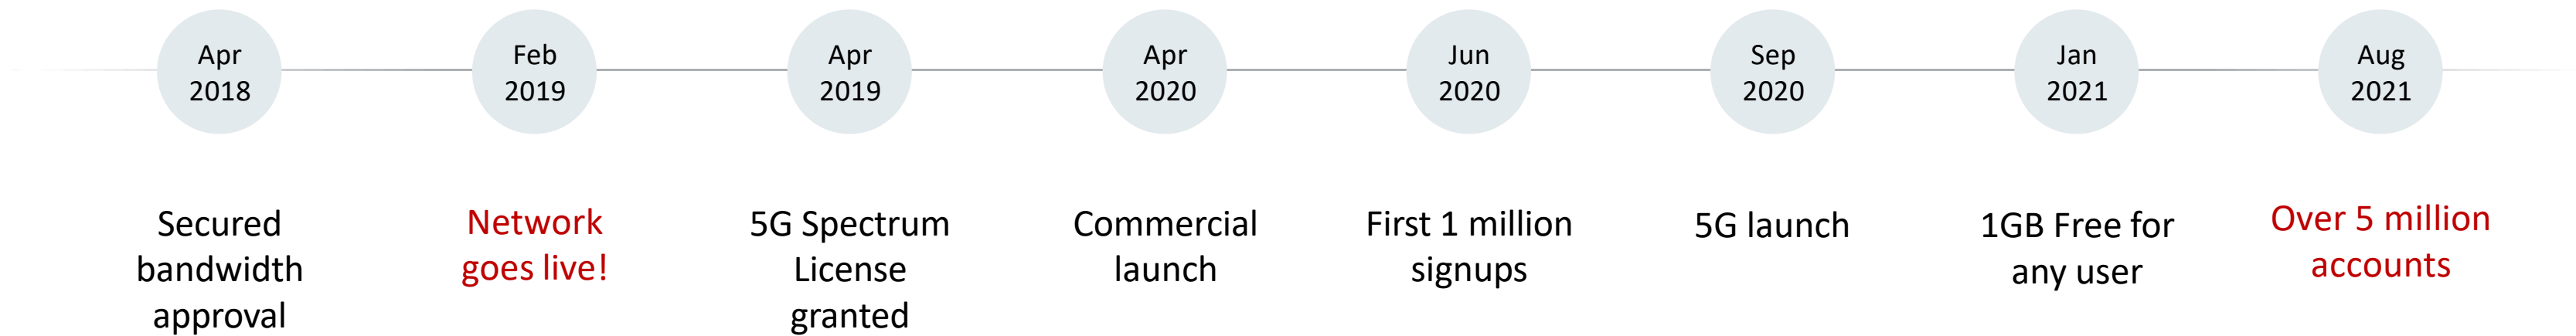 Apr
2018
Feb
2019
Apr
2019
Apr
2020
Jun
2020
Sep
2020
Jan
2021
Aug
2021
Secured
bandwidth
approval
Network
goes live!
5G Spectrum
License
granted
Commercial
launch
First 1 million
signups
5G launch
1GB Free for
any user
Over 5 million
accounts